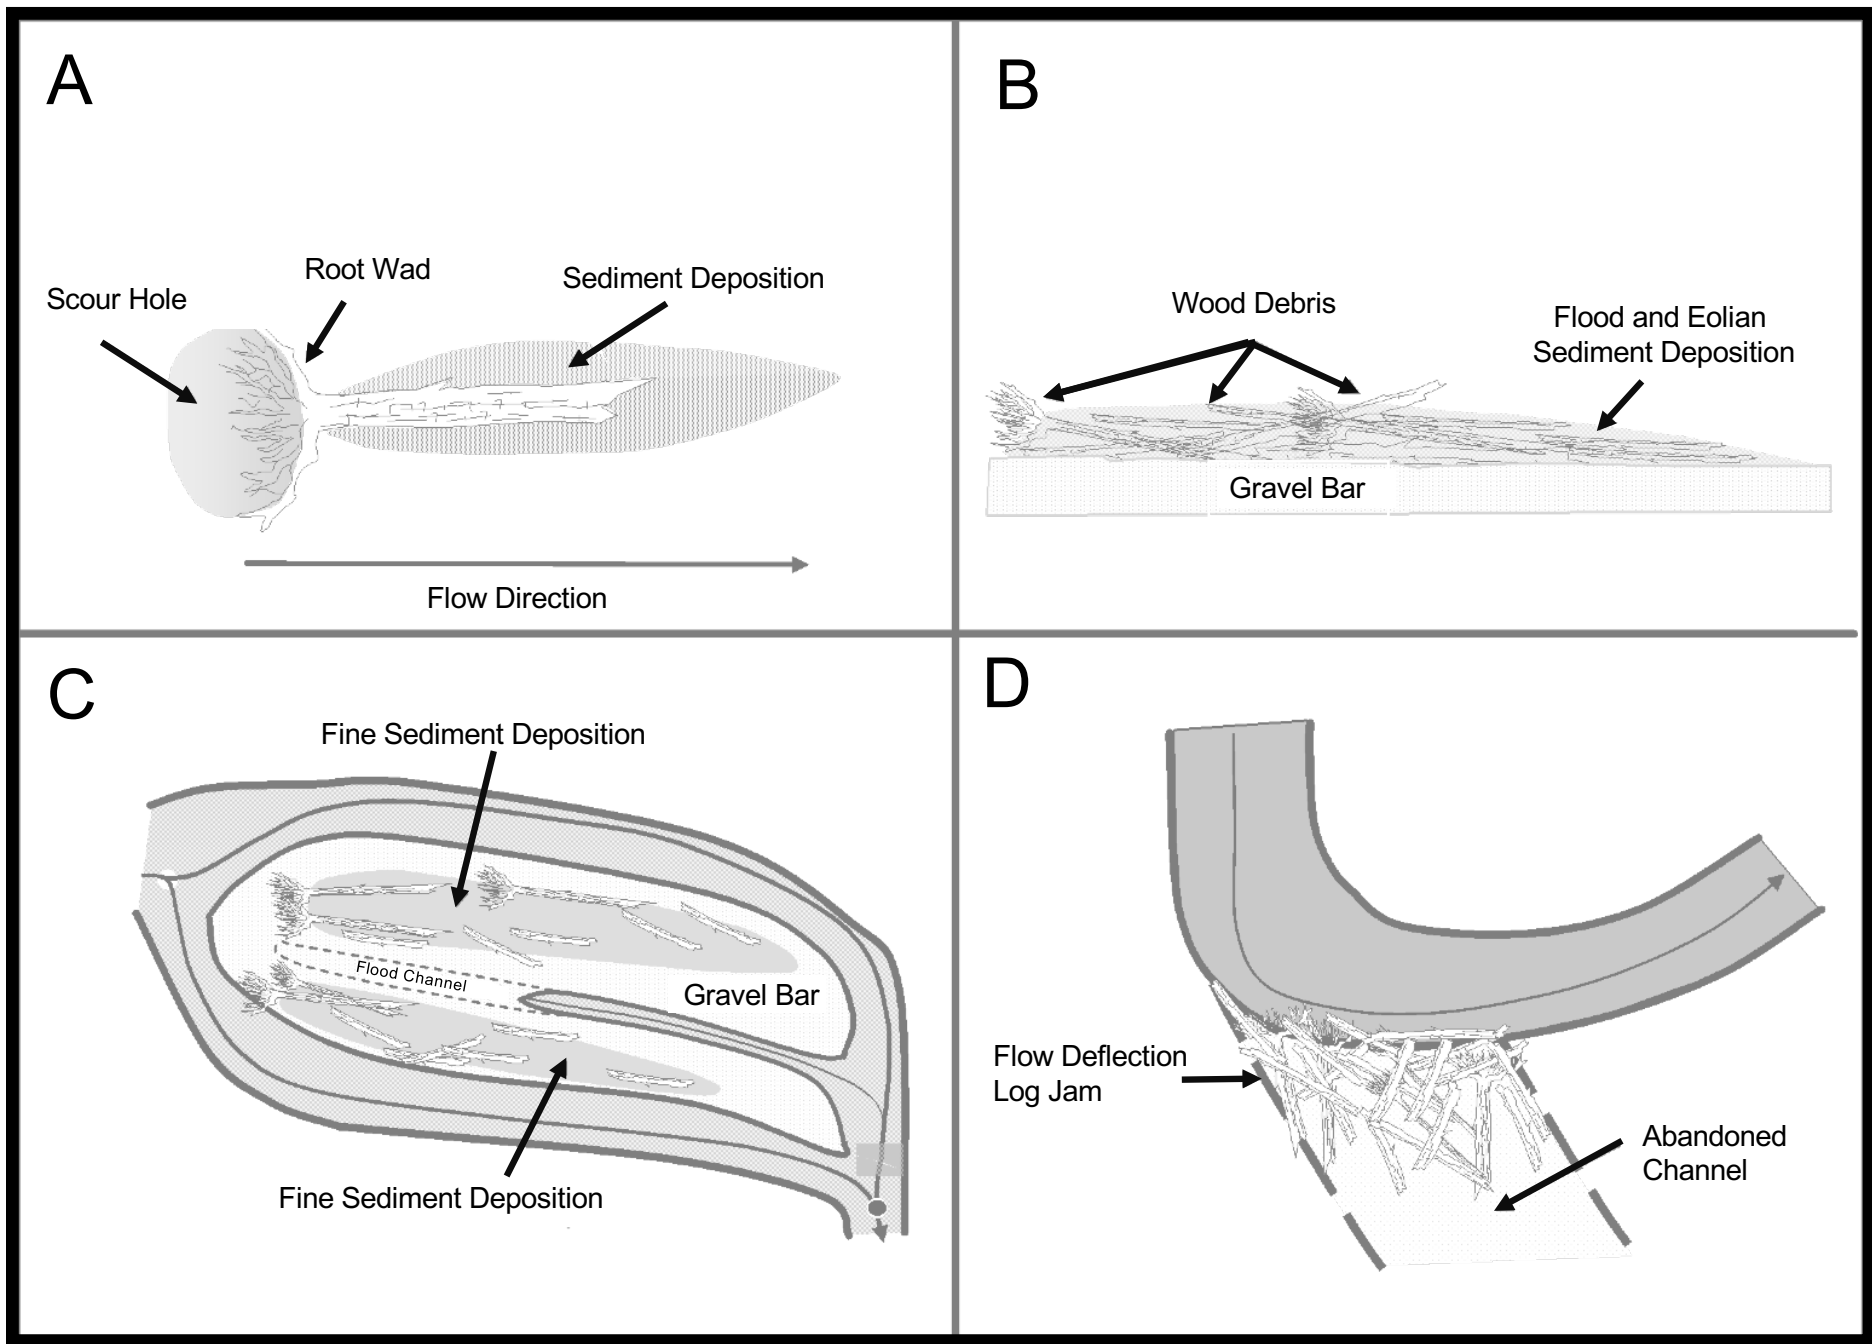 A
Scour Hole
Root Wad
Sediment Deposition
Flow Direction
B
Wood Debris
Flood and Eolian
Sediment Deposition
Gravel Bar
C
Fine Sediment Deposition
Flood Channel
Gravel Bar
Fine Sediment Deposition
D
Flow Deflection
Log Jam
Abandoned
Channel